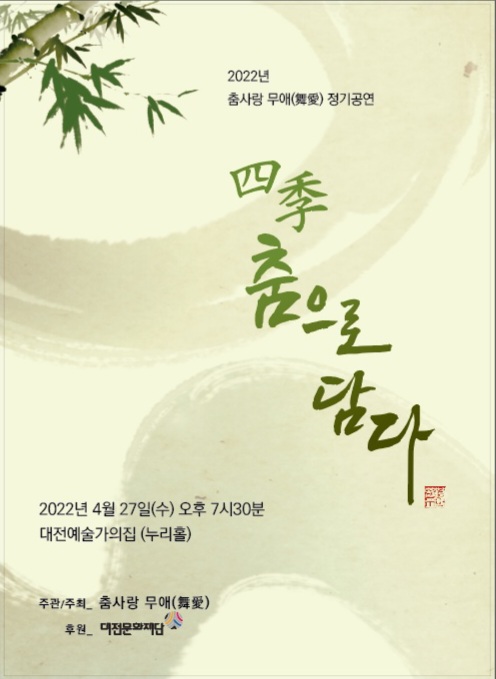 2022년
춤사랑 무애(舞愛) 정기공연
四季
춤으로
담다
2022년 4월 27일(수) 오후 7시30분
대전예술가의집 (누리홀)
주관/주최_ 춤사랑 무애(舞愛)
후원_ 대전문화재단